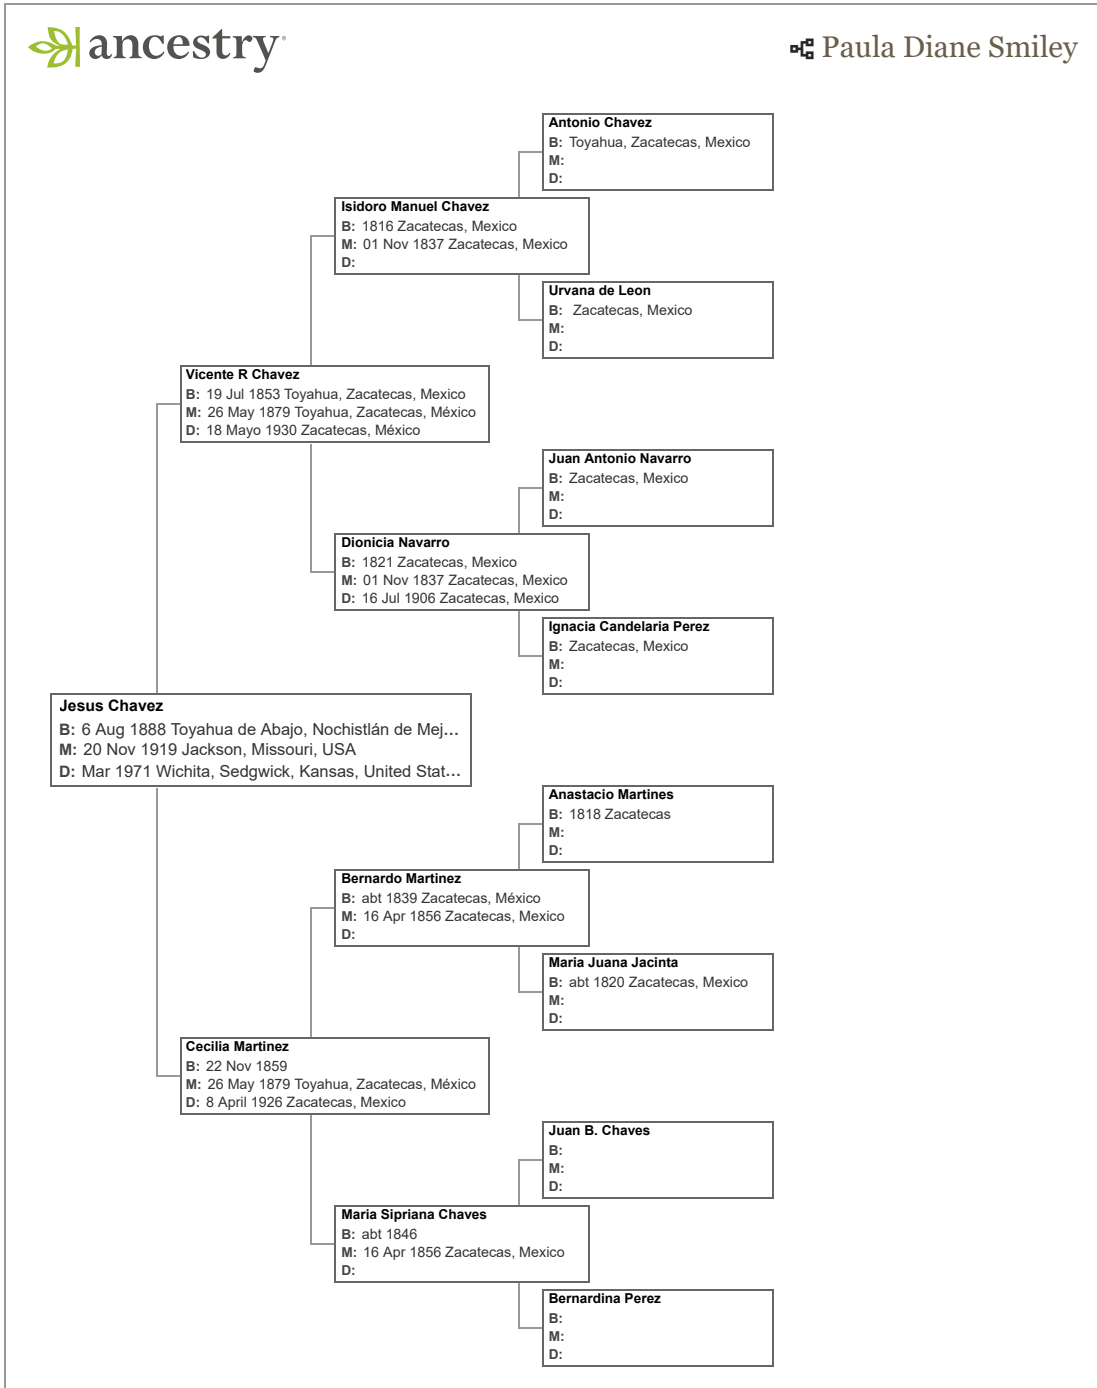 ancestry
Paula Diane Smiley
Antonio Chavez
B: Toyahua, Zacatecas, Mexico
M:
D:
Isidoro Manuel Chavez
B: 1816 Zacatecas, Mexico
M: 01 Nov 1837 Zacatecas, Mexico
D:
Urvana de Leon
B: Zacatecas, Mexico
M:
D:
Vicente R Chavez
B: 19 Jul 1853 Toyahua, Zacatecas, Mexico
M: 26 May 1879 Toyahua, Zacatecas, México
D: 18 Mayo 1930 Zacatecas, México
Juan Antonio Navarro
B: Zacatecas, Mexico
M:
D:
Dionicia Navarro
B: 1821 Zacatecas, Mexico
M: 01 Nov 1837 Zacatecas, Mexico
D: 16 Jul 1906 Zacatecas, Mexico
Ignacia Candelaria Perez
B: Zacatecas, Mexico
M:
D:
Jesus Chavez
B: 6 Aug 1888 Toyahua de Abajo, Nochistlán de Mej...
M: 20 Nov 1919 Jackson, Missouri, USA
D: Mar 1971 Wichita, Sedgwick, Kansas, United Stat...
Anastacio Martines
B: 1818 Zacatecas
M:
D:
Bernardo Martinez
B: abt 1839 Zacatecas, México
M: 16 Apr 1856 Zacatecas, Mexico
D:
Maria Juana Jacinta
B: abt 1820 Zacatecas, Mexico
M:
D:
Cecilia Martinez
B: 22 Nov 1859
M: 26 May 1879 Toyahua, Zacatecas, México
D: 8 April 1926 Zacatecas, Mexico
Juan B. Chaves
B:
M:
D:
Maria Sipriana Chaves
B: abt 1846
M: 16 Apr 1856 Zacatecas, Mexico
D:
Bernardina Perez
B:
M:
D: